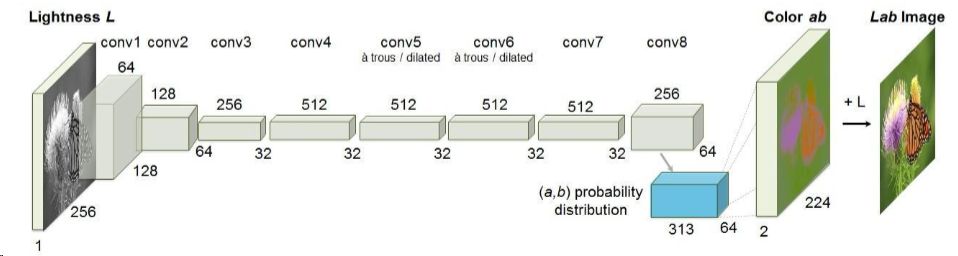 Lightness L
Color ab
Lab Image
conv1 conv2 conv3 conv4 conv5 conv6 conv7 conv8
à trous / dilated à trous / dilated
64
128
256
512
512
512
512
256
+ L
64
32
32
32
32
32
64
128
256
(a,b) probability
distribution
224
313
64
2
1